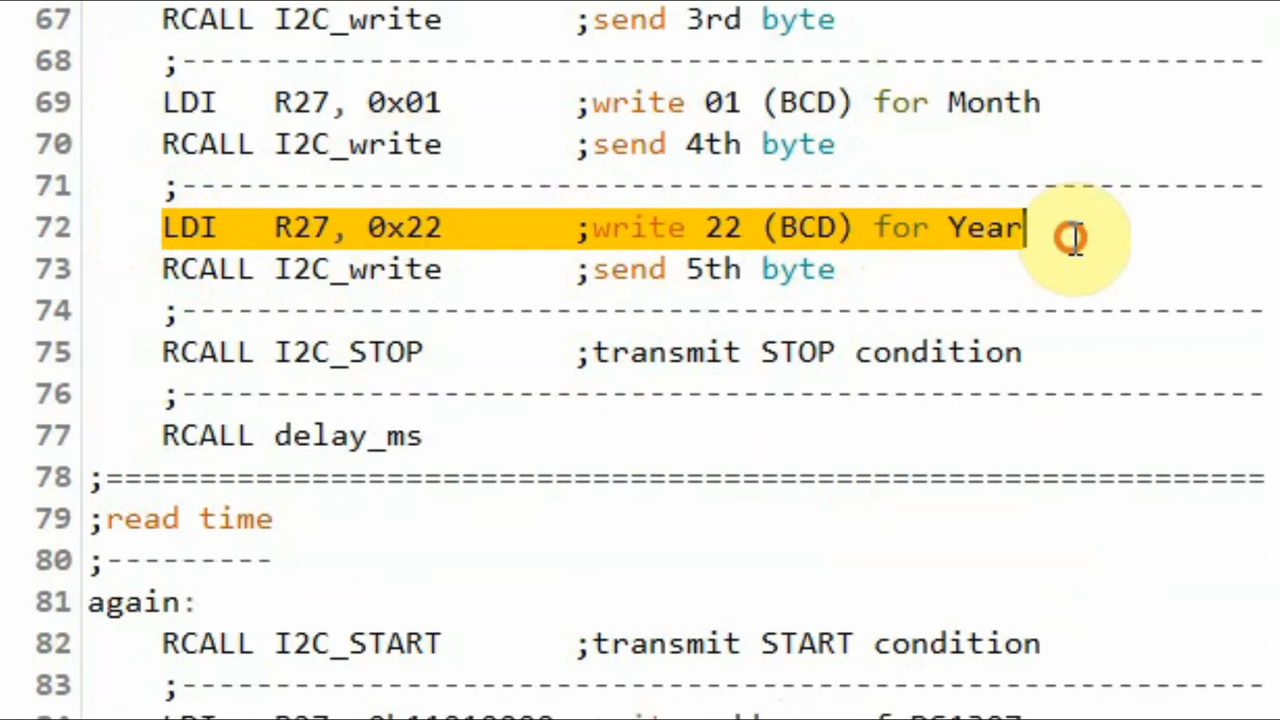 67 RCALL I2C_write ;send 3rd byte
68 ;------------------------------------------------------------
69 LDI R27, 0x01 ;write 01 (BCD) for Month
70 RCALL I2C_write ;send 4th byte
71 ;------------------------------------------------------------
72 LDI R27, 0x22 ;write 22 (BCD) for Year
73 RCALL I2C_write ;send 5th byte
74 ;------------------------------------------------------------
75 RCALL I2C_STOP ;transmit STOP condition
76 ;------------------------------------------------------------
77 RCALL delay_ms
78 ;===============================================================
79 ;read time
80 ;---------
81 again:
82 RCALL I2C_START ;transmit START condition
83 ;------------------------------------------------------------